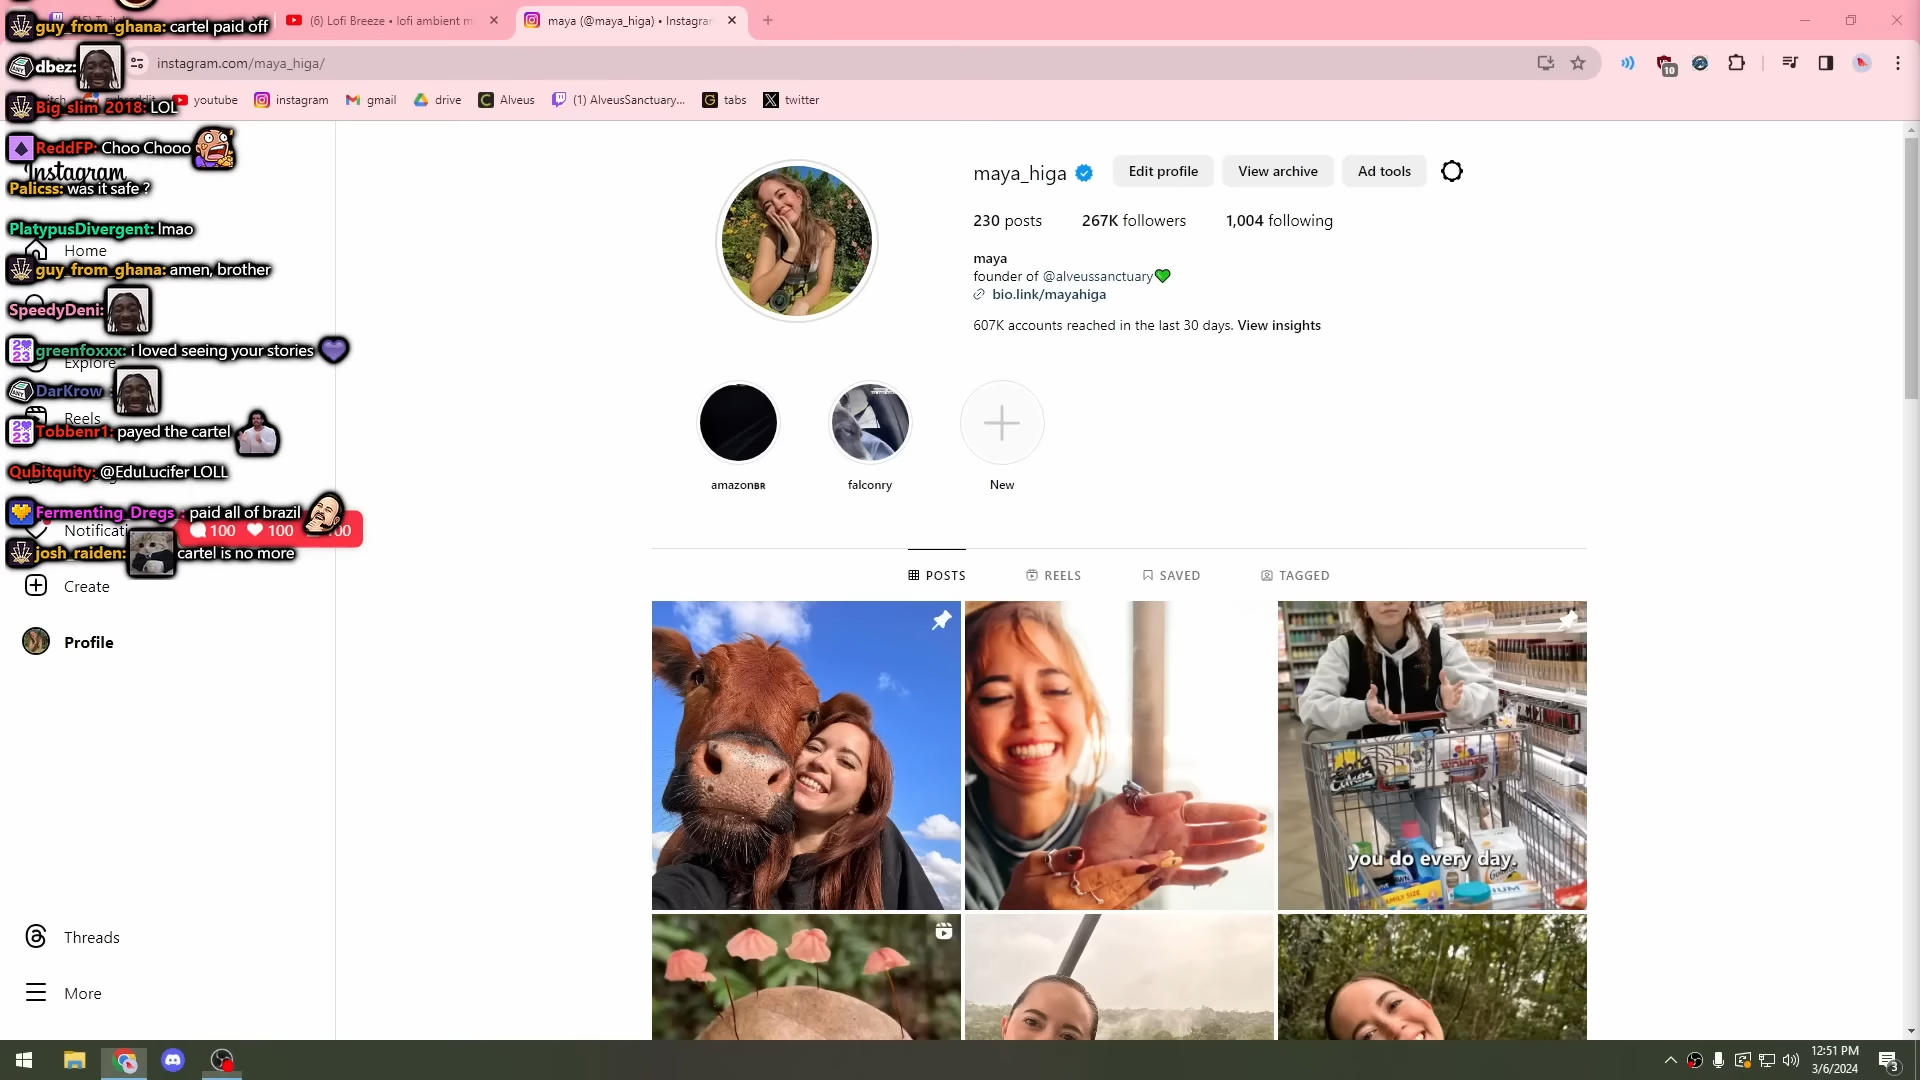 (6) Lofi Breeze • lofi ambient m
maya (@maya_higa) • Instagram
guy_from_ghana: cartel paid off
instagram.com/maya_higa/
10
dbez:
youtube
instagram
gmail
drive
Alveus
(1) AlveusSanctuary...
tabs
twitter
Big_slim_2018: LOL
ReddFP: Choo Chooo
Instagram
Palicss: was it safe ?
PlatypusDivergent: lmao
Home
guy_from_ghana: amen, brother
SpeedyDeni:
greenfoxxx: i loved seeing your stories
Explore
DarKrow :
Reels
Tobbenr1: payed the cartel
Qubitquity: @EduLucifer LOLL
Fermenting_Dregs : paid all of brazil
Notificati
100
100
josh_raiden: cartel is no more
Create
Profile
Threads
More
maya_higa
Edit profile
View archive
Ad tools
230 posts
267K followers
1,004 following
maya
founder of @alveussanctuary
bio.link/mayahiga
607K accounts reached in the last 30 days. View insights
amazon
falconry
New
POSTS
REELS
SAVED
TAGGED
you do every day.
12:51 PM
3/6/2024
3